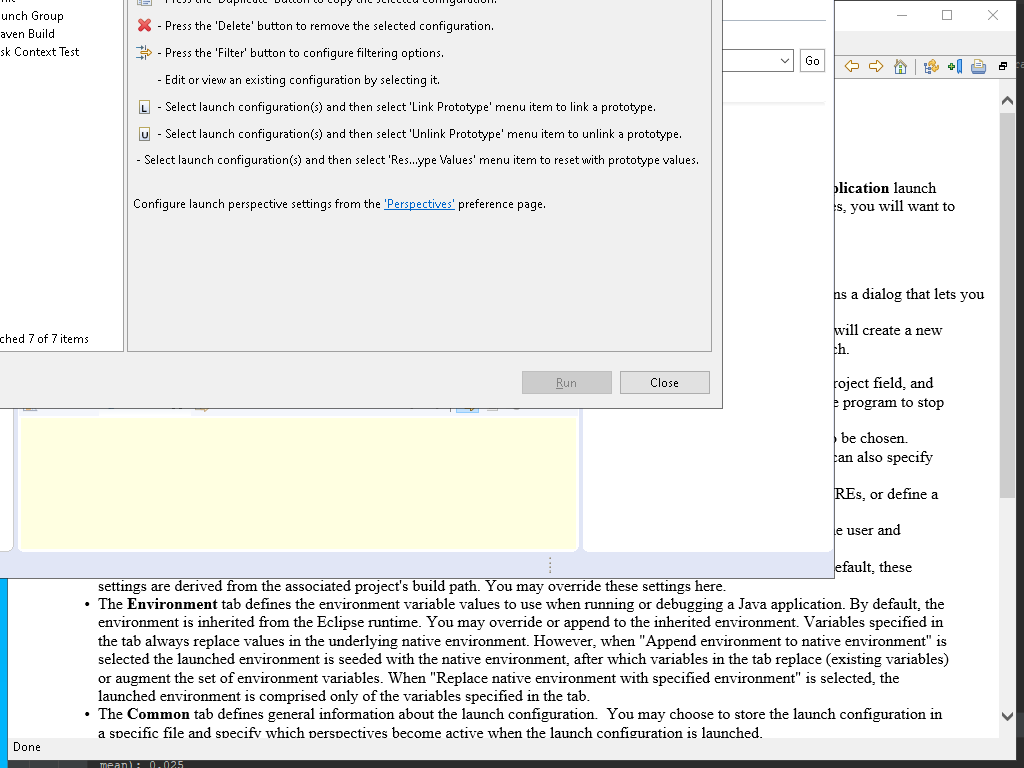 unch Group
aven Build
sk Context Test
ched 7 of 7 items
- Press the 'Duplicate' button to copy the selected configuration.
- Press the 'Delete' button to remove the selected configuration.
- Press the 'Filter' button to configure filtering options.
- Edit or view an existing configuration by selecting it.
L - Select launch configuration(s) and then select 'Link Prototype' menu item to link a prototype.
U - Select launch configuration(s) and then select 'Unlink Prototype' menu item to unlink a prototype.
- Select launch configuration(s) and then select 'Res...ype Values' menu item to reset with prototype values.
Configure launch perspective settings from the 'Perspectives' preference page.
Run
Close
Go
plication launch
es, you will want to
ns a dialog that lets you
will create a new
ch.
roject field, and
e program to stop
o be chosen.
can also specify
REs, or define a
e user and
efault, these
settings are derived from the associated project's build path. You may override these settings here.
• The Environment tab defines the environment variable values to use when running or debugging a Java application. By default, the
environment is inherited from the Eclipse runtime. You may override or append to the inherited environment. Variables specified in
the tab always replace values in the underlying native environment. However, when "Append environment to native environment" is
selected the launched environment is seeded with the native environment, after which variables in the tab replace (existing variables)
or augment the set of environment variables. When "Replace native environment with specified environment" is selected, the
launched environment is comprised only of the variables specified in the tab.
• The Common tab defines general information about the launch configuration. You may choose to store the launch configuration in
a specific file and specify which perspectives become active when the launch configuration is launched.
Done
mean): 0.025